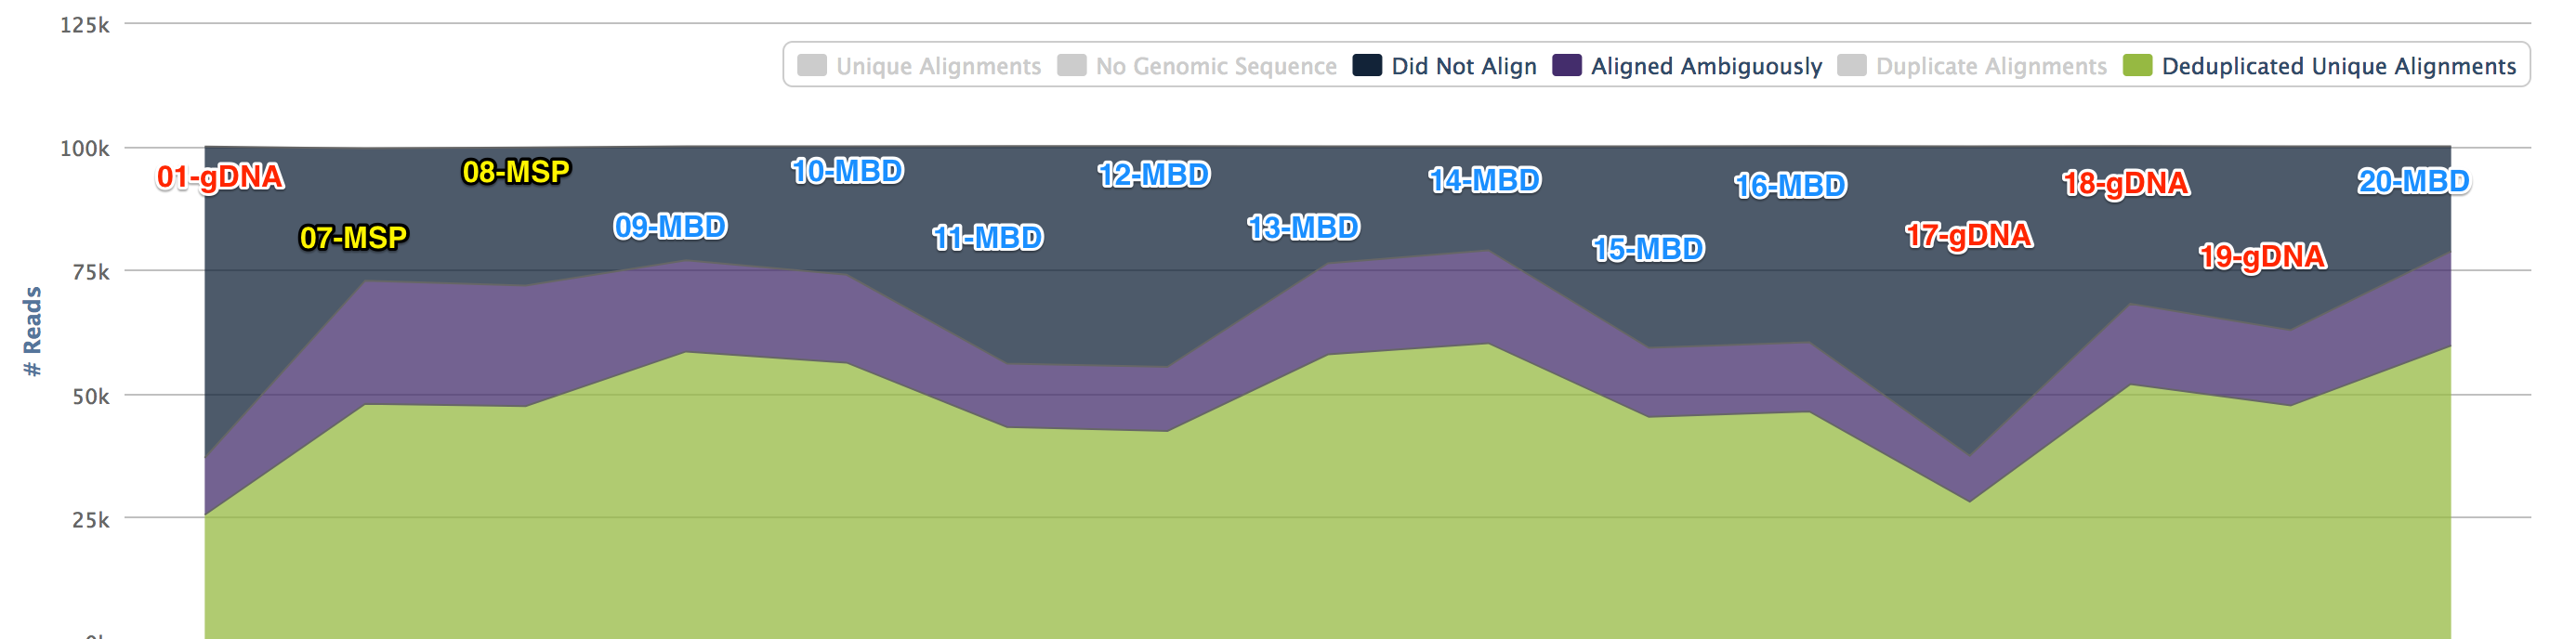 125k
Unique Alignments No Genomic Sequence Did Not Align Aligned Ambiguously Duplicate Alignments Deduplicated Unique Alignments
100k
01-gDNA
07-MSP
08-MSP
09-MBD
10-MBD
11-MBD
12-MBD
13-MBD
14-MBD
15-MBD
16-MBD
17-gDNA
18-gDNA
19-gDNA
20-MBD
75k
# Reads
50k
25k